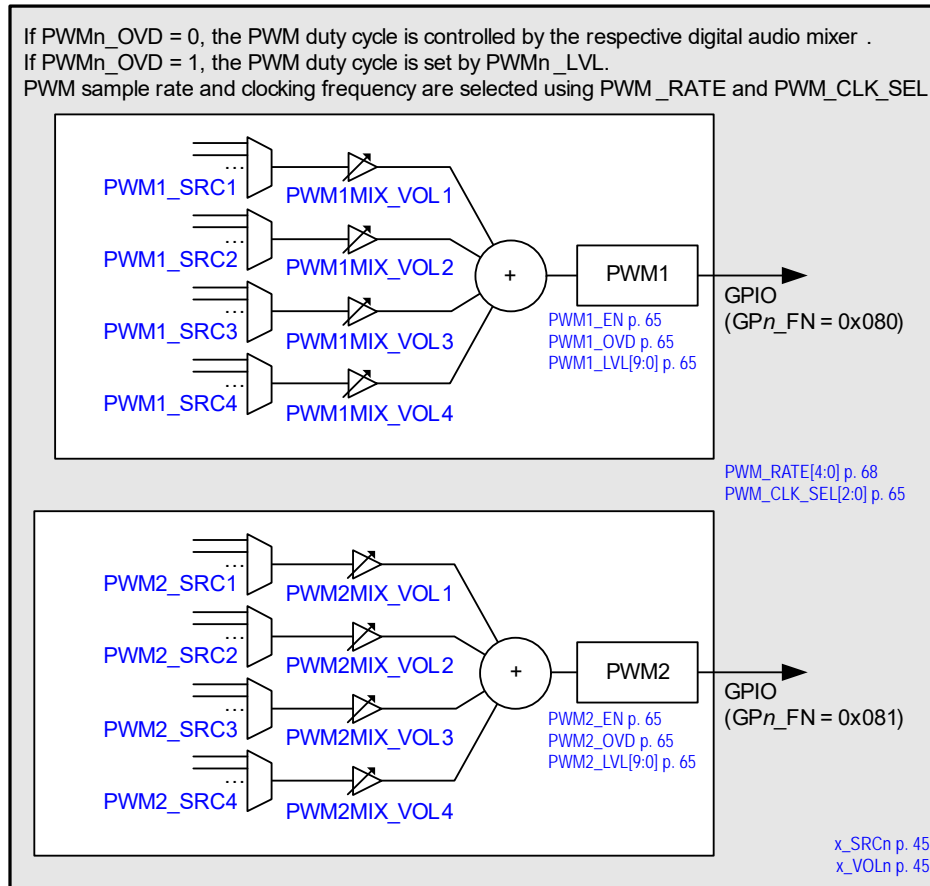 If PWMn_OVD = 0, the PWM duty cycle is controlled by the respective digital audio mixer .
If PWMn_OVD = 1, the PWM duty cycle is set by PWMn_LVL.
PWM sample rate and clocking frequency are selected using PWM_RATE and PWM_CLK_SEL
...
PWM1_SRC1
PWM1MIX_VOL1
...
PWM1_SRC2
PWM1MIX_VOL2
...
PWM1_SRC3
PWM1MIX_VOL3
...
PWM1_SRC4
PWM1MIX_VOL4
+
PWM1
GPIO
(GPn_FN = 0x080)
PWM1_EN p. 65
PWM1_OVD p. 65
PWM1_LVL[9:0] p. 65
PWM_RATE[4:0] p. 68
PWM_CLK_SEL[2:0] p. 65
...
PWM2_SRC1
PWM2MIX_VOL1
...
PWM2_SRC2
PWM2MIX_VOL2
...
PWM2_SRC3
PWM2MIX_VOL3
...
PWM2_SRC4
PWM2MIX_VOL4
+
PWM2
GPIO
(GPn_FN = 0x081)
PWM2_EN p. 65
PWM2_OVD p. 65
PWM2_LVL[9:0] p. 65
x_SRCn p. 45
x_VOLn p. 45